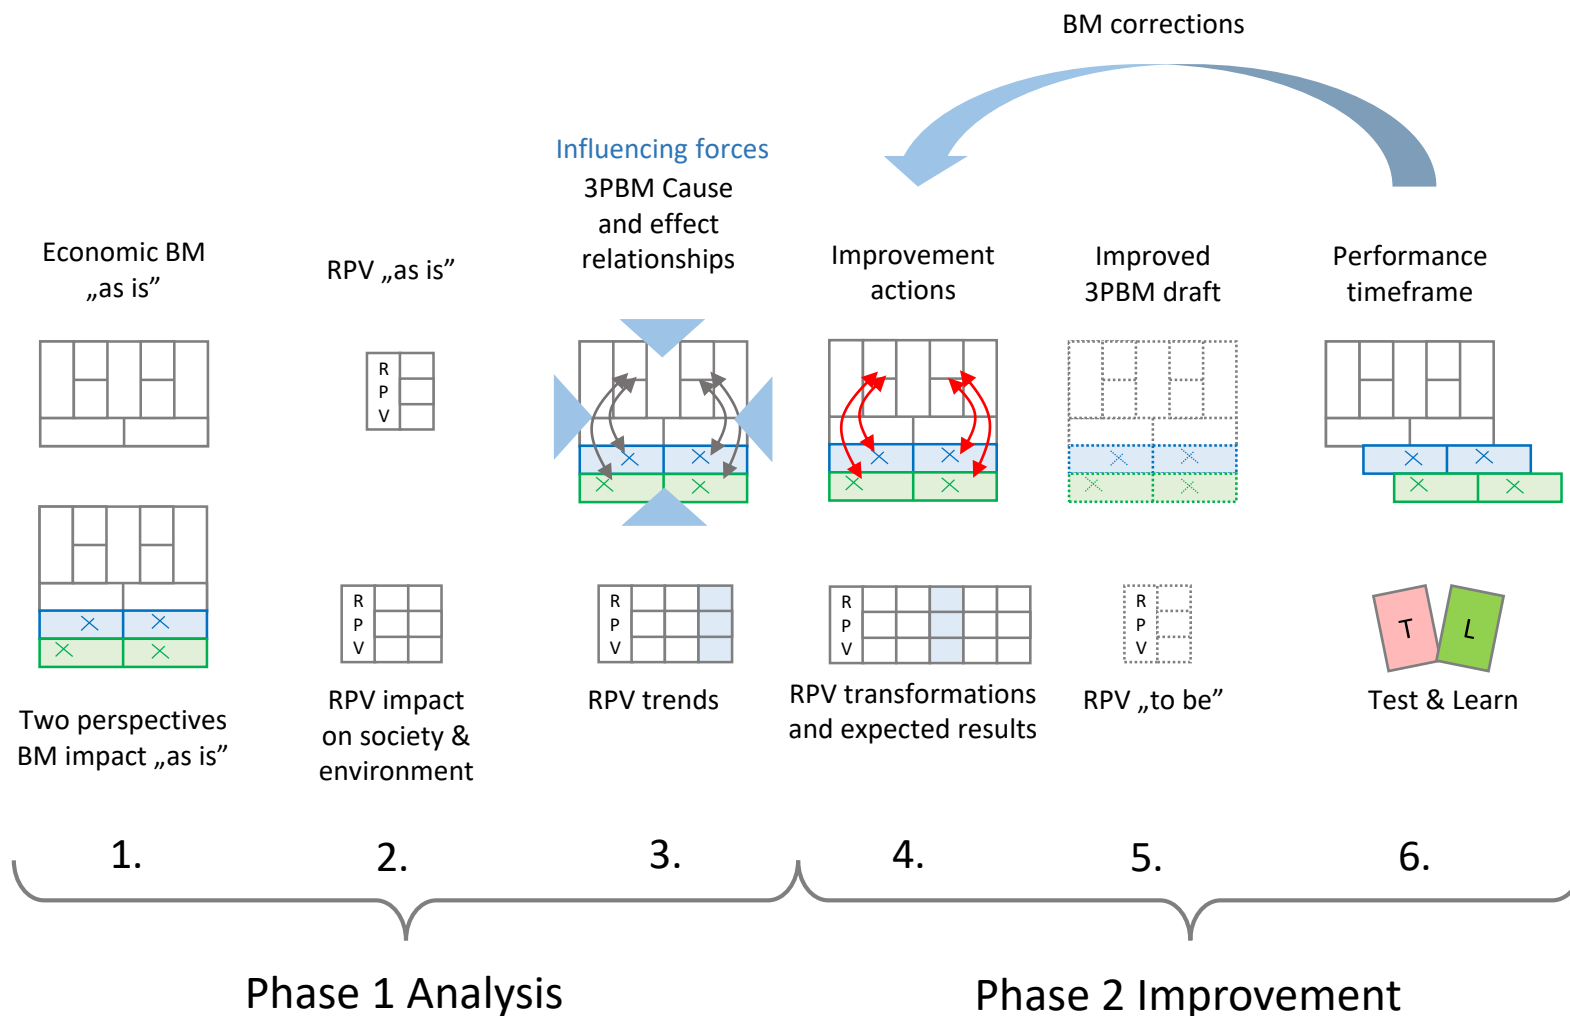 BM corrections
Influencing forces
3PBM Cause
and effect
relationships
Economic BM
„as is”
RPV „as is”
Improvement
actions
Improved
3PBM draft
Performance
timeframe
R
P
V
R
P
V
R
P
V
R
P
V
R
P
V
T
L
Two perspectives
BM impact „as is”
RPV impact
on society &
environment
RPV trends
RPV transformations
and expected results
RPV „to be”
Test & Learn
1.
2.
3.
4.
5.
6.
Phase 1 Analysis
Phase 2 Improvement